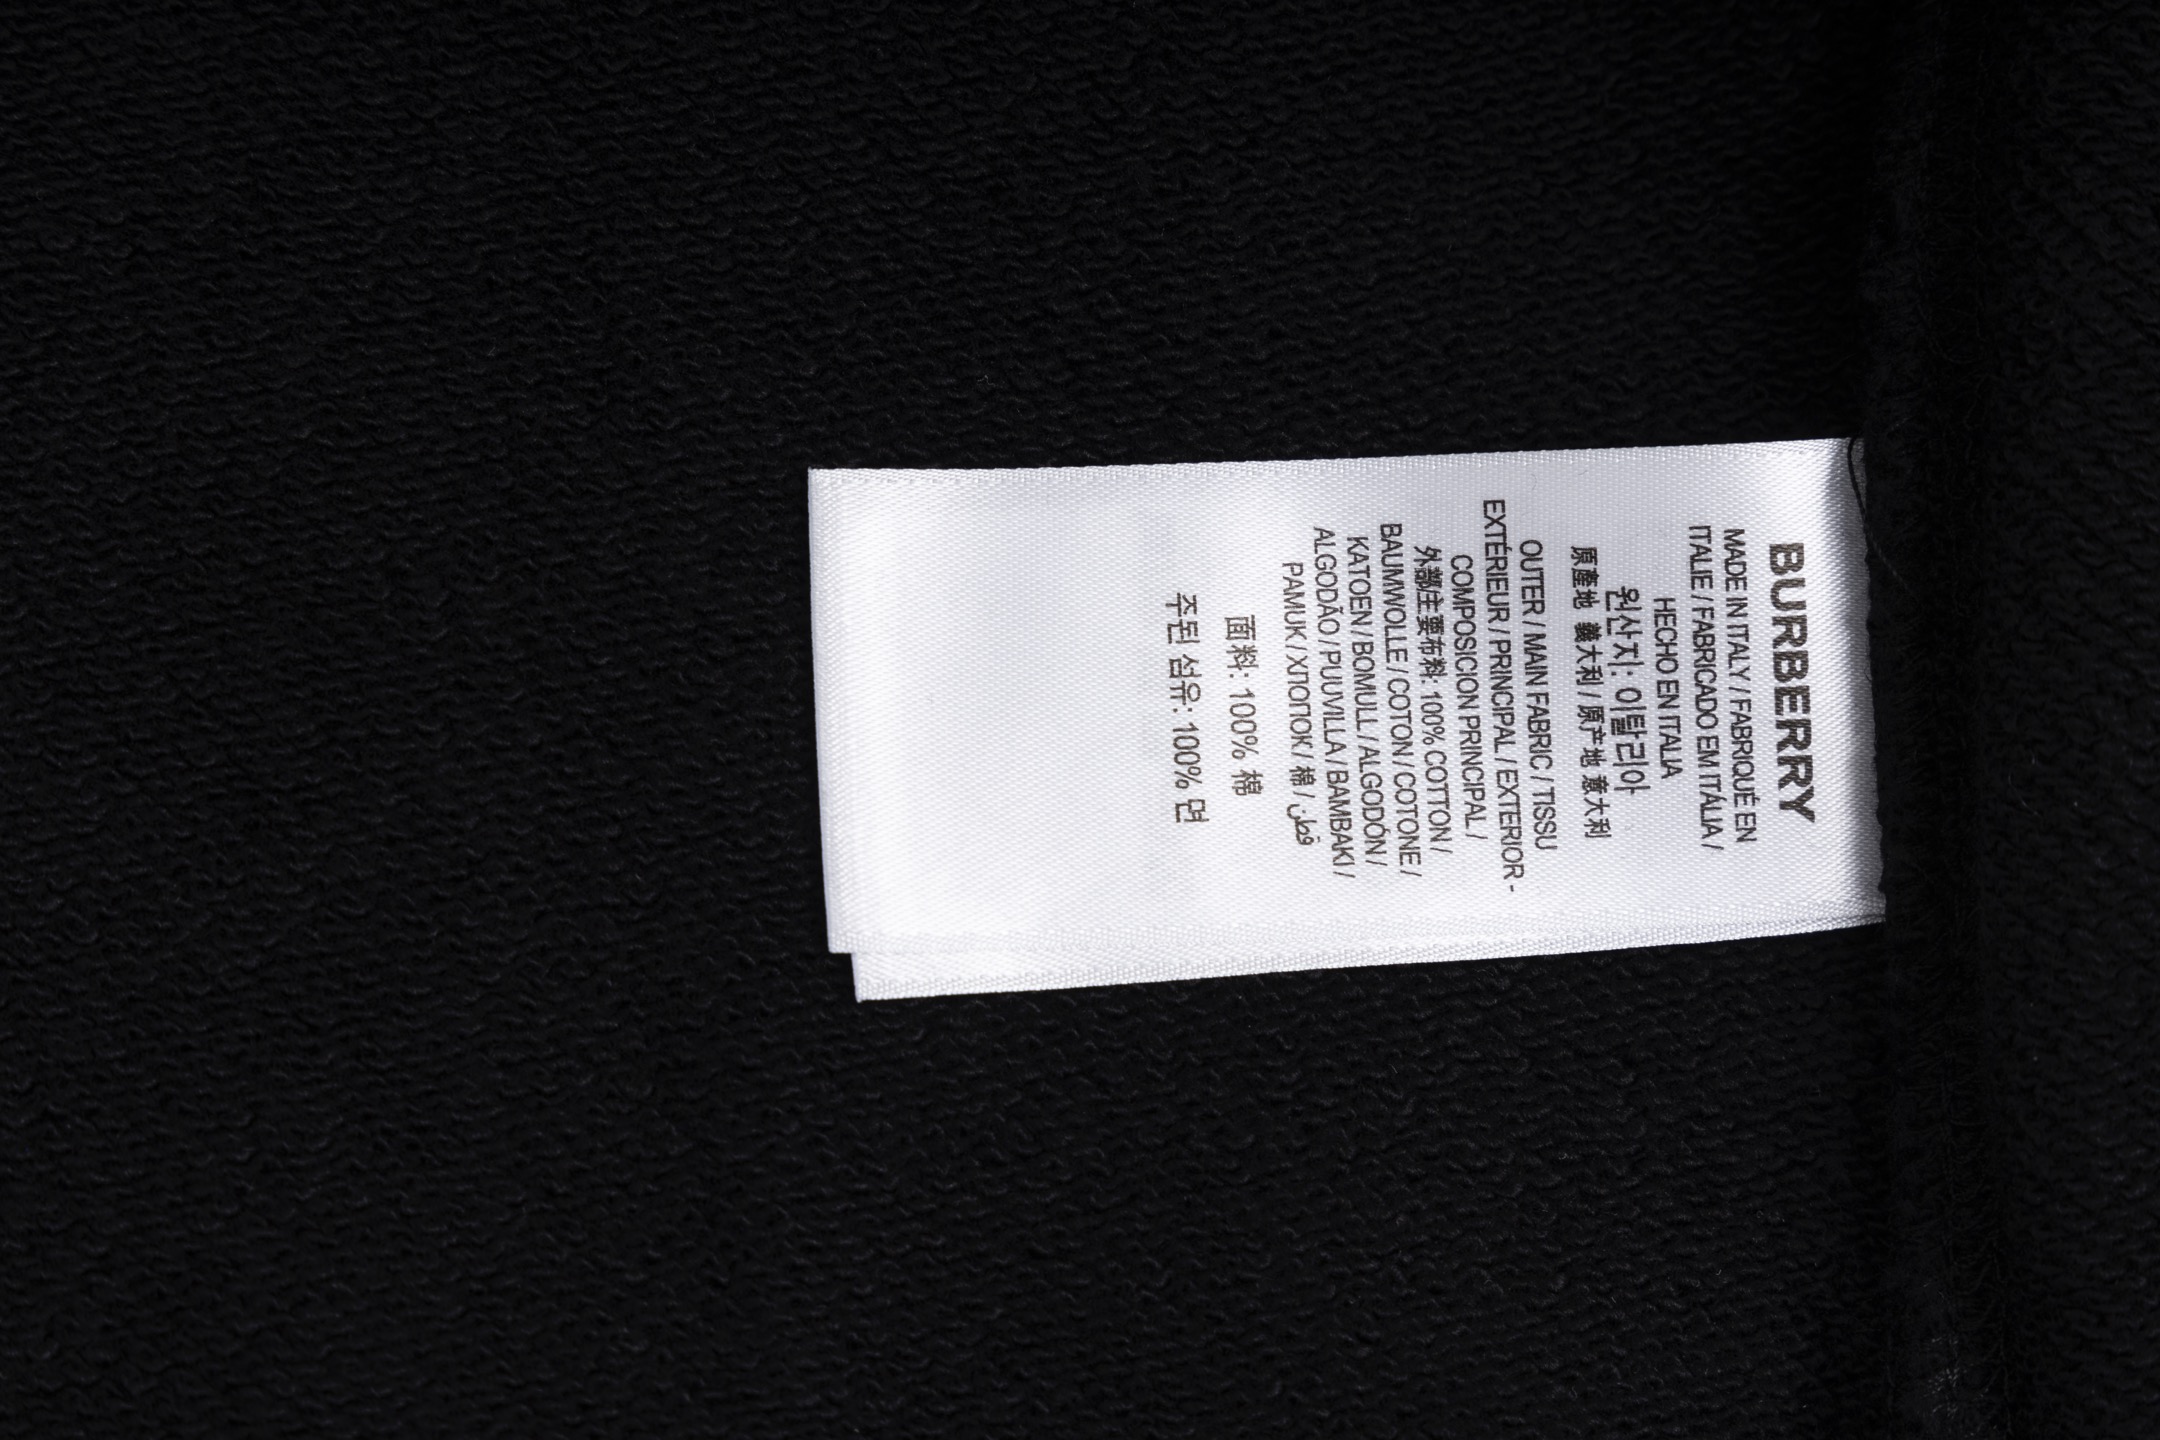 BURBERRY
MADE IN ITALY / FABRIQUÉ EN
ITALIE / FABRICADO EM ITÁLIA /
HECHO EN ITALIA
원산지: 이탈리아
原產地 義大利 / 原产地 意大利
OUTER / MAIN FABRIC / TISSU
EXTÉRIEUR / PRINCIPAL / EXTERIOR -
COMPOSICION PRINCIPAL /
外部主要布料: 100% COTTON /
BAUMWOLLE / COTON / COTONE /
KATOEN / BOMULL / ALGODÓN /
ALGODÃO / PUUVILLA / BAMBAKI /
PAMUK / ХЛОПОК / 棉 / قطن
面料: 100% 棉
주된 섬유: 100% 면